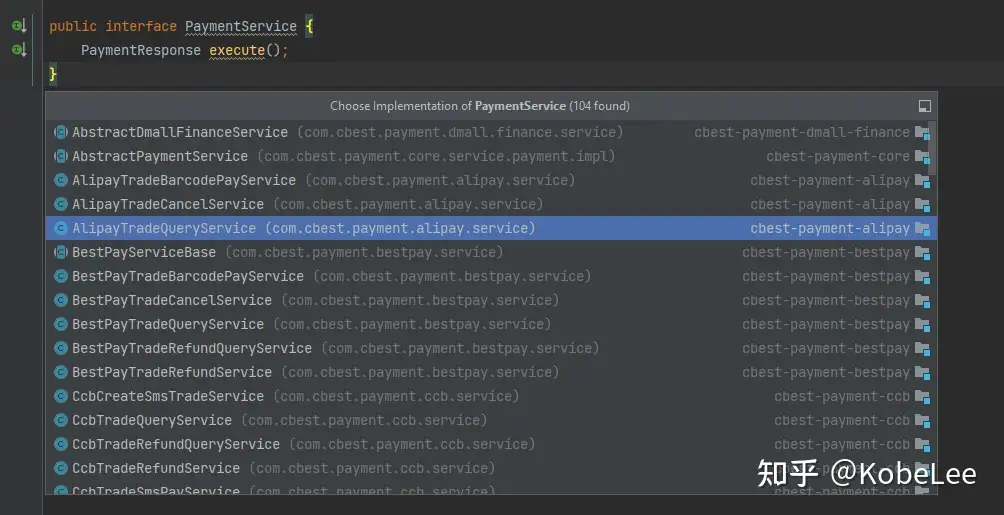 public interface PaymentService {
PaymentResponse execute();
}
Choose Implementation of PaymentService (104 found)
AbstractDmallFinanceService (com.cbest.payment.dmall.finance.service) cbest-payment-dmall-finance
AbstractPaymentService (com.cbest.payment.core.service.payment.impl) cbest-payment-core
AlipayTradeBarcodePayService (com.cbest.payment.alipay.service) cbest-payment-alipay
AlipayTradeCancelService (com.cbest.payment.alipay.service) cbest-payment-alipay
AlipayTradeQueryService (com.cbest.payment.alipay.service) cbest-payment-alipay
BestPayServiceBase (com.cbest.payment.bestpay.service) cbest-payment-bestpay
BestPayTradeBarcodePayService (com.cbest.payment.bestpay.service) cbest-payment-bestpay
BestPayTradeCancelService (com.cbest.payment.bestpay.service) cbest-payment-bestpay
BestPayTradeQueryService (com.cbest.payment.bestpay.service) cbest-payment-bestpay
BestPayTradeRefundQueryService (com.cbest.payment.bestpay.service) cbest-payment-bestpay
BestPayTradeRefundService (com.cbest.payment.bestpay.service) cbest-payment-bestpay
CcbCreateSmsTradeService (com.cbest.payment.ccb.service) cbest-payment-ccb
CcbTradeQueryService (com.cbest.payment.ccb.service) cbest-payment-ccb
CcbTradeRefundQueryService (com.cbest.payment.ccb.service) cbest-payment-ccb
CcbTradeRefundService (com.cbest.payment.ccb.service) cbest-payment-ccb
CcbTradeSmsPayService (com.cbest.payment.ccb.service) cbest-payment-ccb
知乎 @KobeLee